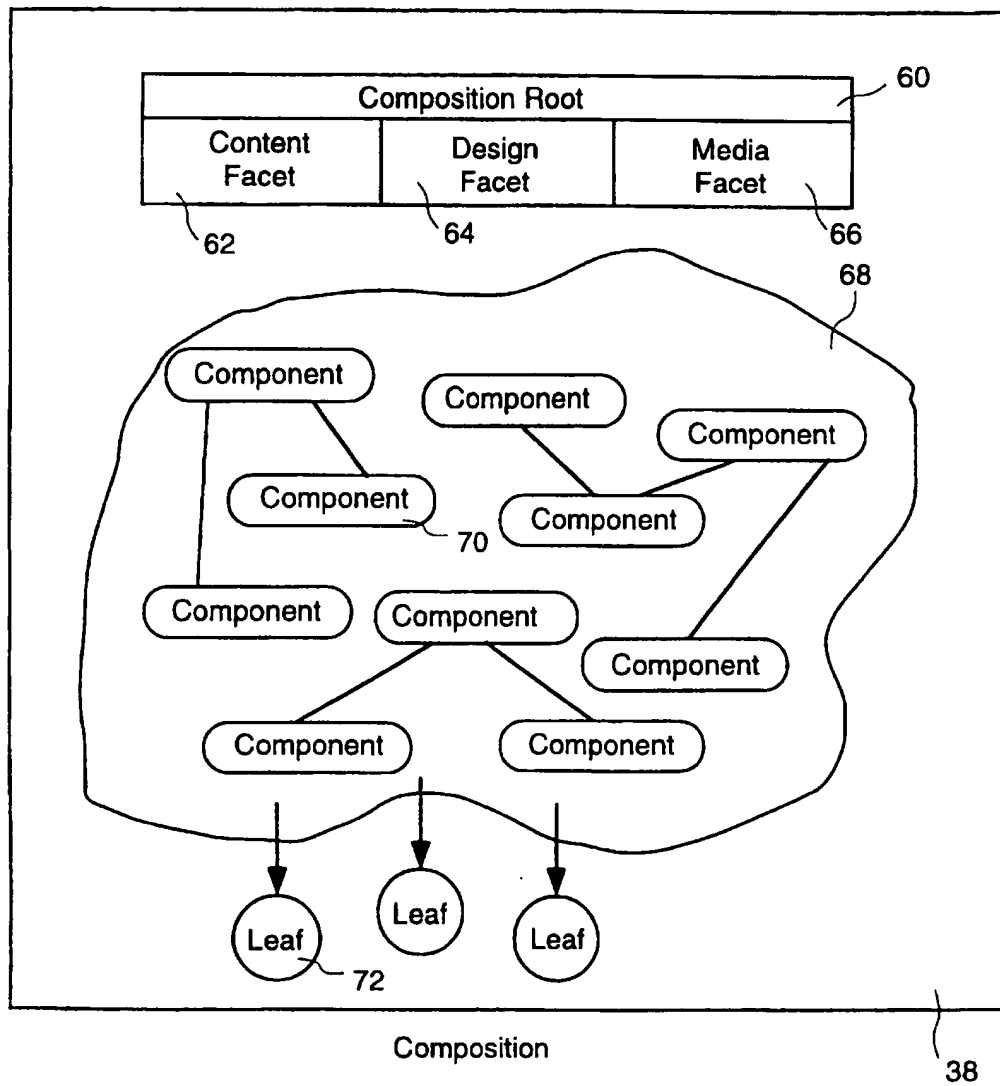 Composition Root
60
Content
Facet
Design
Facet
Media
Facet
62
64
66
68
Component
Component
Component
Component
70
Component
Component
Component
Component
Component
Component
Leaf
Leaf
Leaf
72
Composition
38